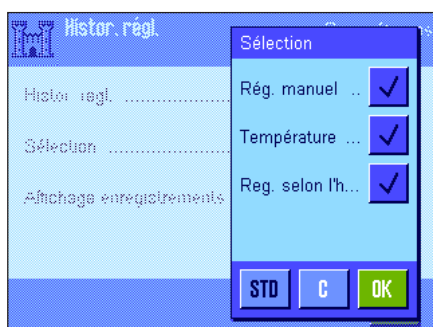 Histor. régl.
Sélection
Histor régl. ................
Rég. manuel ..
Sélection ..................
Température ...
Affichage enregistrements
Reg. selon l'h...
STD
C
OK